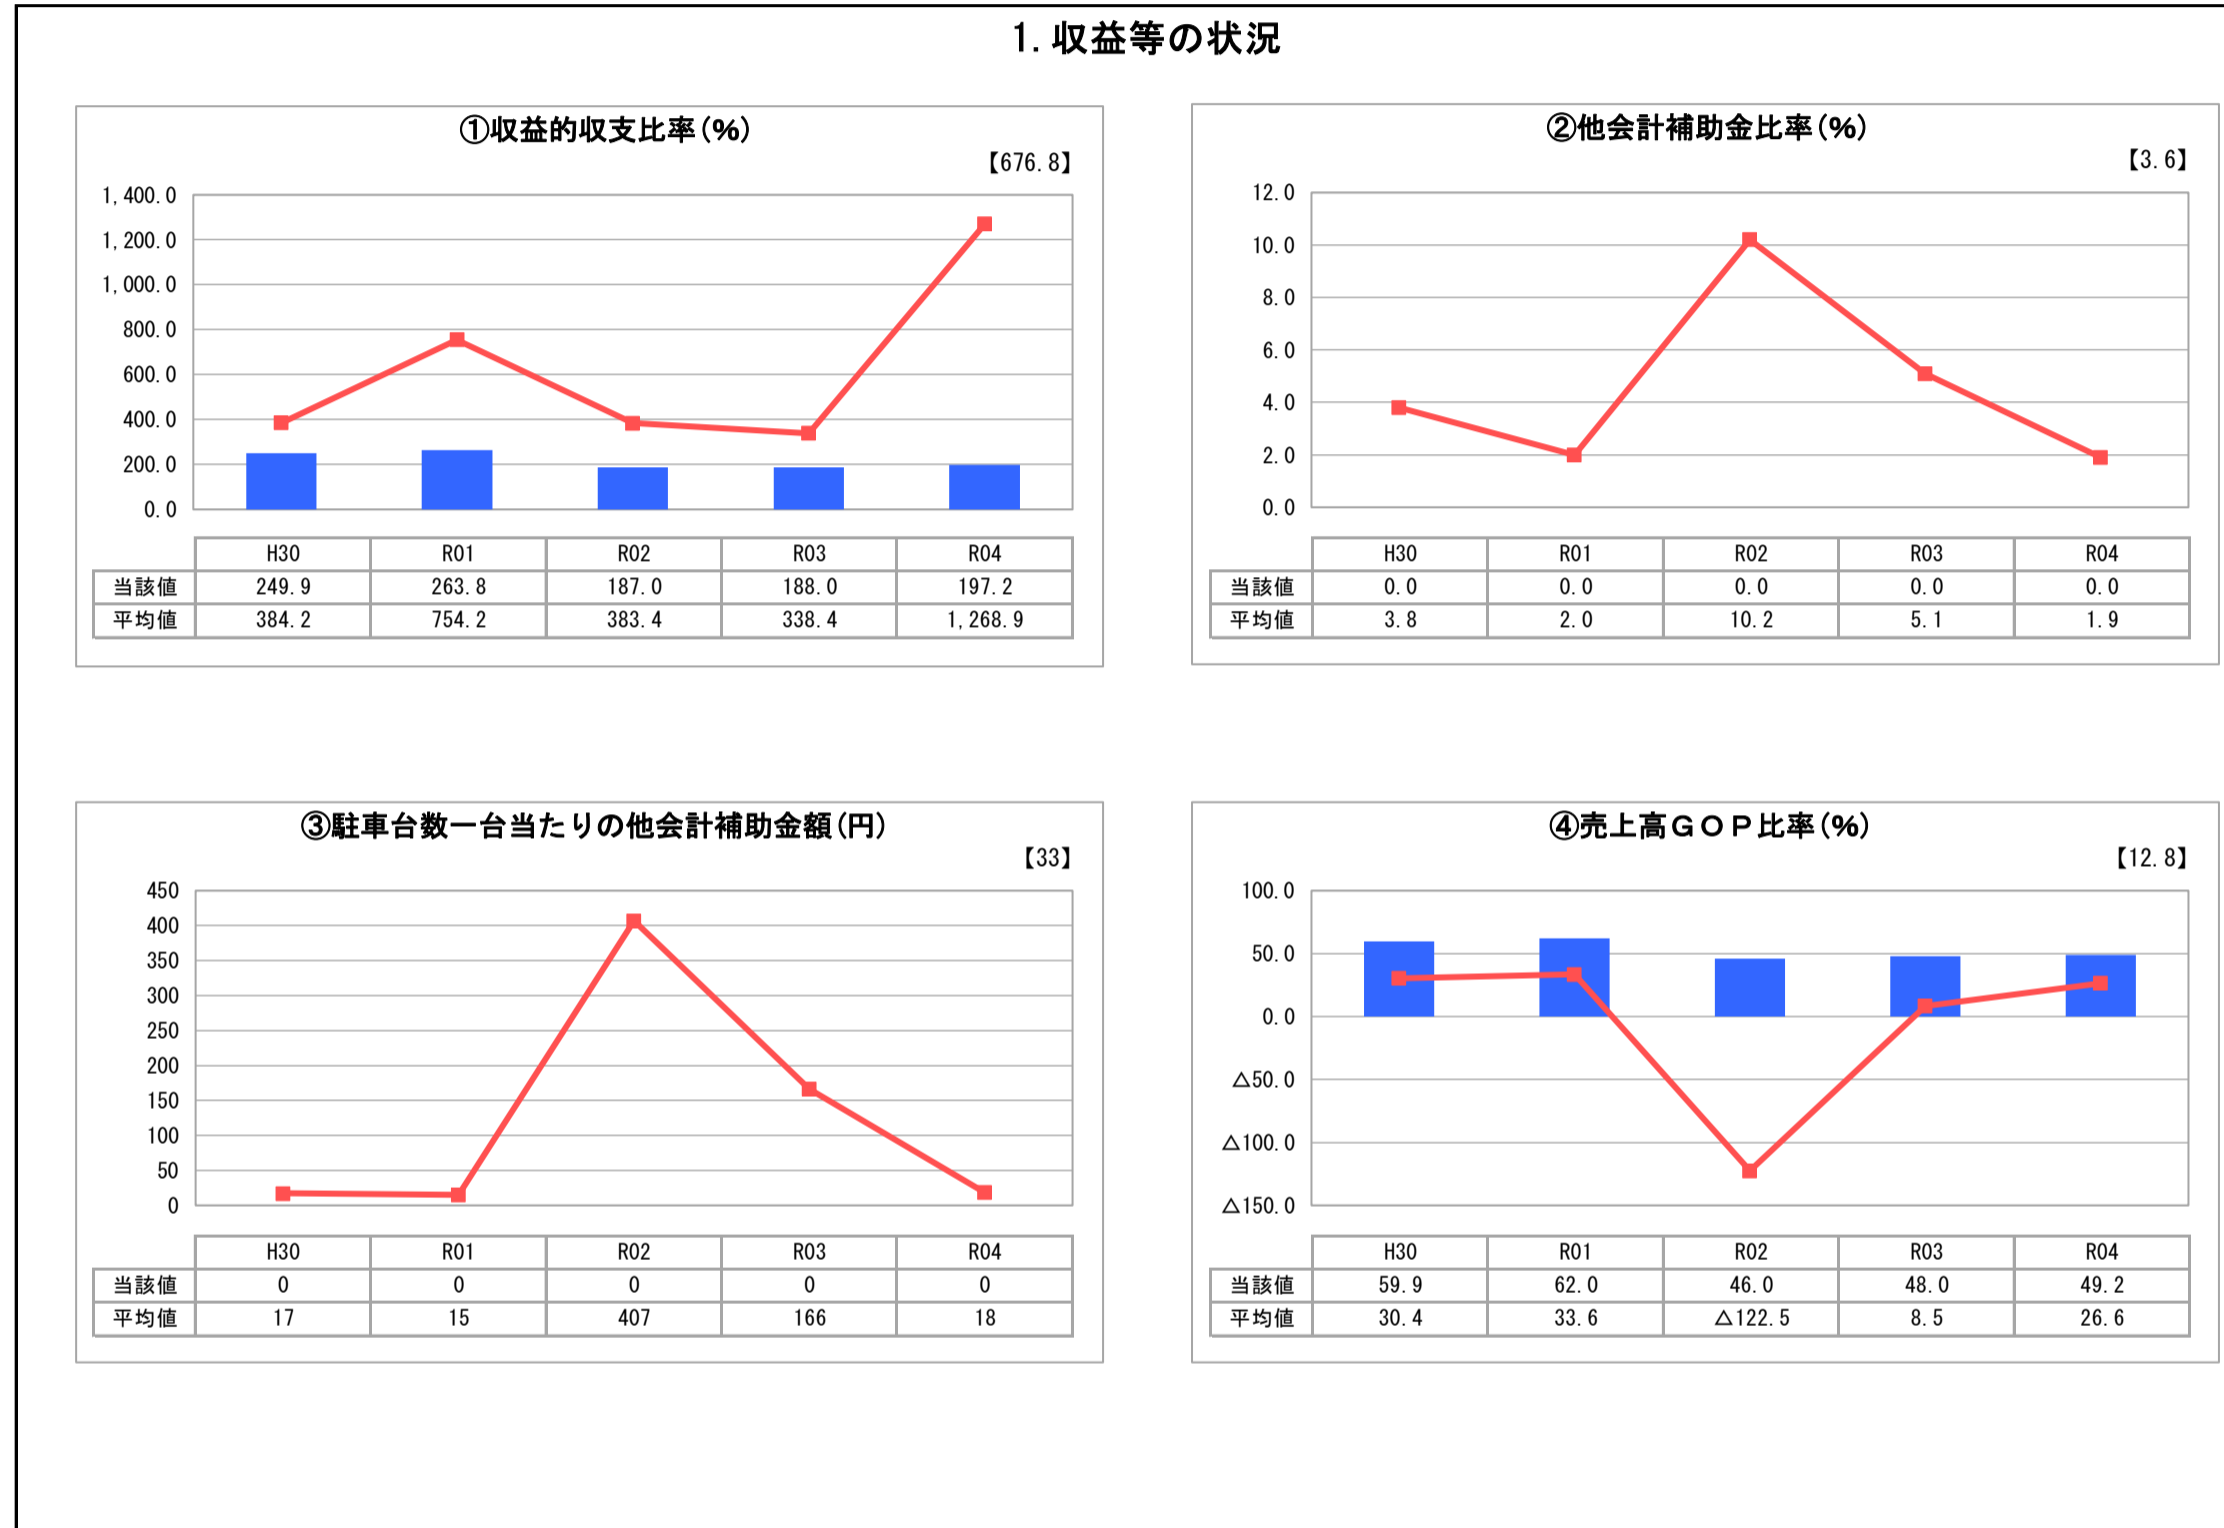 1. 収益等の状況
①収益的収支比率(%)
【676.8】
1,400.0
1,200.0
1,000.0
800.0
600.0
400.0
200.0
0.0
H30 R01 R02 R03 R04
当該値 249.9 263.8 187.0 188.0 197.2
平均値 384.2 754.2 383.4 338.4 1,268.9
②他会計補助金比率(%)
【3.6】
12.0
10.0
8.0
6.0
4.0
2.0
0.0
H30 R01 R02 R03 R04
当該値 0.0 0.0 0.0 0.0 0.0
平均値 3.8 2.0 10.2 5.1 1.9
③駐車台数一台当たりの他会計補助金額(円)
【33】
450
400
350
300
250
200
150
100
50
0
H30 R01 R02 R03 R04
当該値 0 0 0 0 0
平均値 17 15 407 166 18
④売上高ＧＯＰ比率(%)
【12.8】
100.0
50.0
0.0
△50.0
△100.0
△150.0
H30 R01 R02 R03 R04
当該値 59.9 62.0 46.0 48.0 49.2
平均値 30.4 33.6 △122.5 8.5 26.6